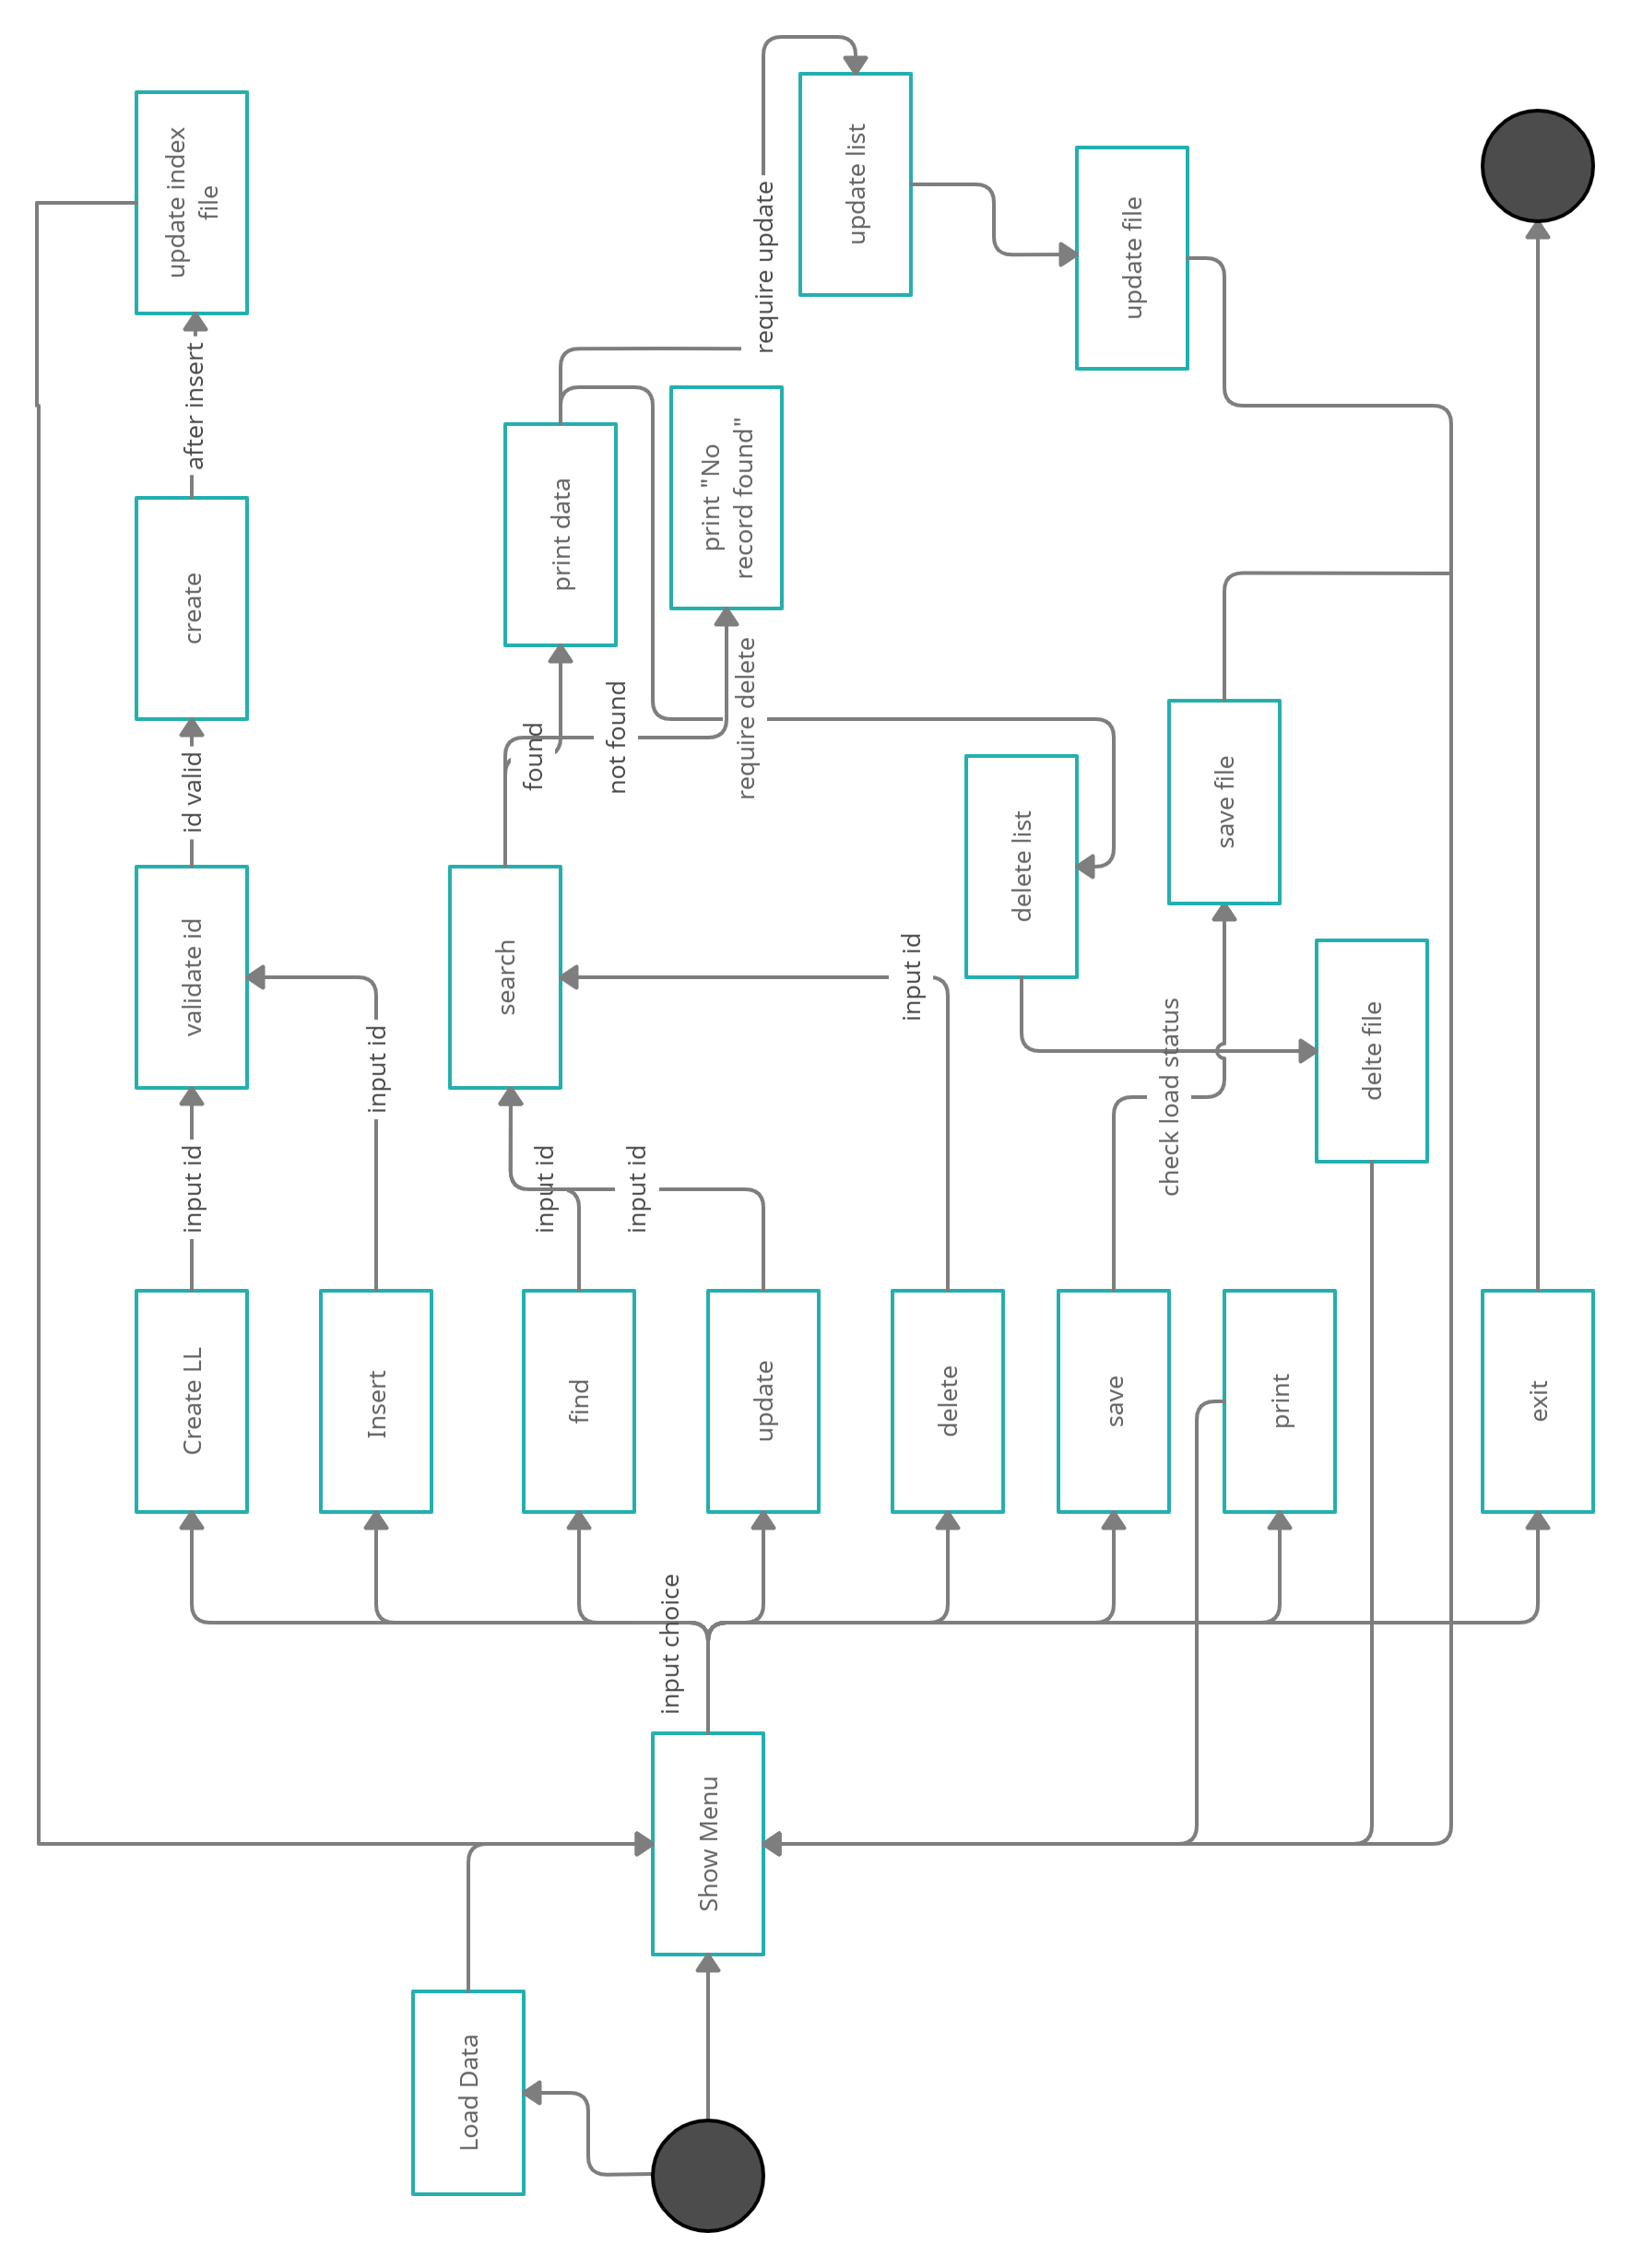 Load Data
Show Menu
input choice
Create LL
Insert
find
update
delete
save
print
exit
input id
input id
input id
input id
input id
check load status
validate id
search
delete list
delte file
save file
id valid
found
not found
require delete
create
print data
print "No
record found"
after insert
require update
update index
file
update list
update file